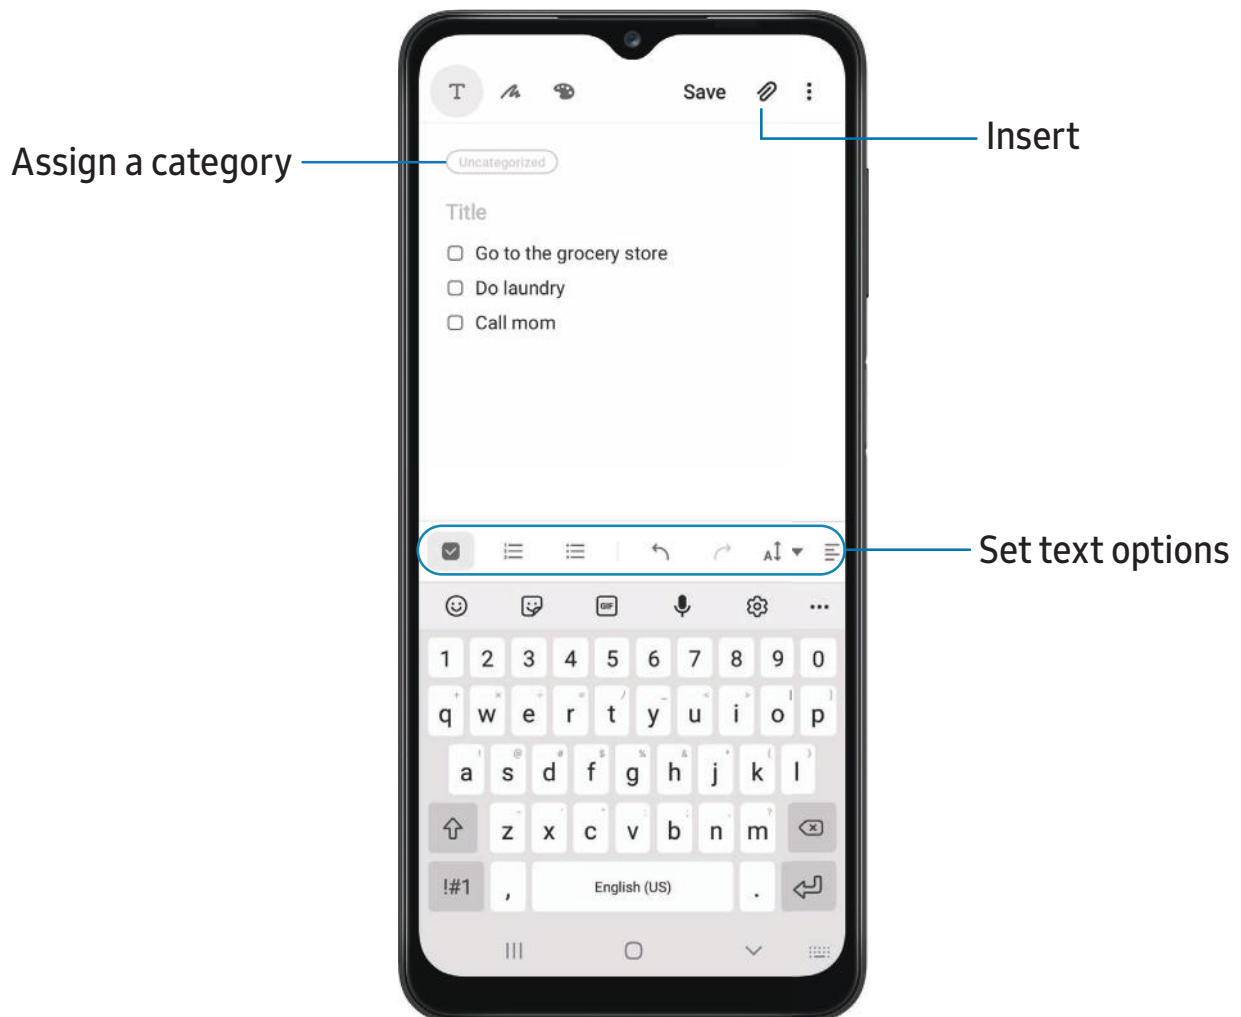 T Save
Insert
Assign a category
Uncategorized
Title
Go to the grocery store
Do laundry
Call mom
A
Set text options
GIF
1 2 3 4 5 6 7 8 9 0
q w e r t y u i o p
a s d f g h j k l
z x c v b n m
!#1 , English (US) .